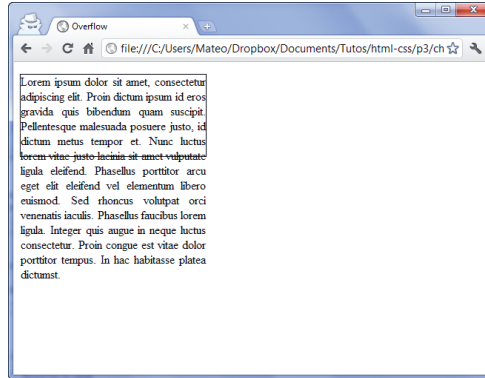 Overflow
file:///C:/Users/Mateo/Dropbox/Documents/Tutos/html-css/p3/ch
Lorem ipsum dolor sit amet, consectetur
adipiscing elit. Proin dictum ipsum id eros
gravida quis bibendum quam suscipit.
Pellentesque malesuada posuere justo, id
dictum metus tempor et. Nunc luctus
lorem vitae justo lacinia sit amet vulputate
ligula eleifend. Phasellus porttitor arcu
eget elit eleifend vel elementum libero
euismod. Sed rhoncus volutpat orci
venenatis iaculis. Phasellus faucibus lorem
ligula. Integer quis augue in neque luctus
consectetur. Proin congue est vitae dolor
porttitor tempus. In hac habitasse platea
dictumst.